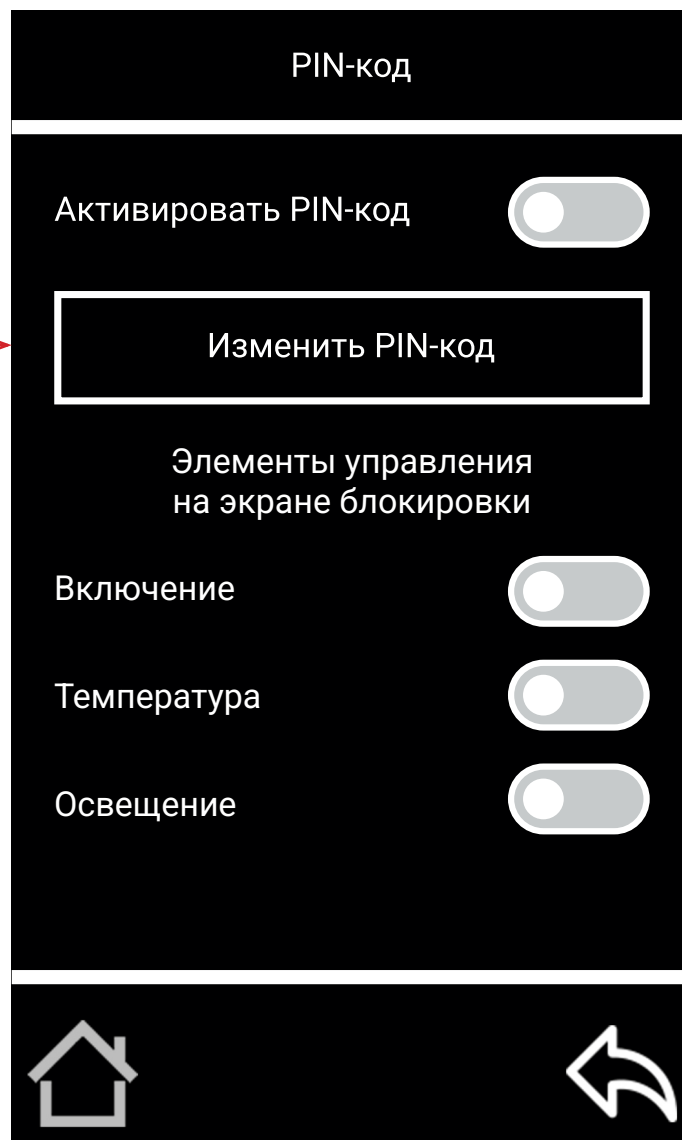 PIN-код
Активировать PIN-код
Изменить PIN-код
Элементы управления
на экране блокировки
Включение
Температура
Освещение